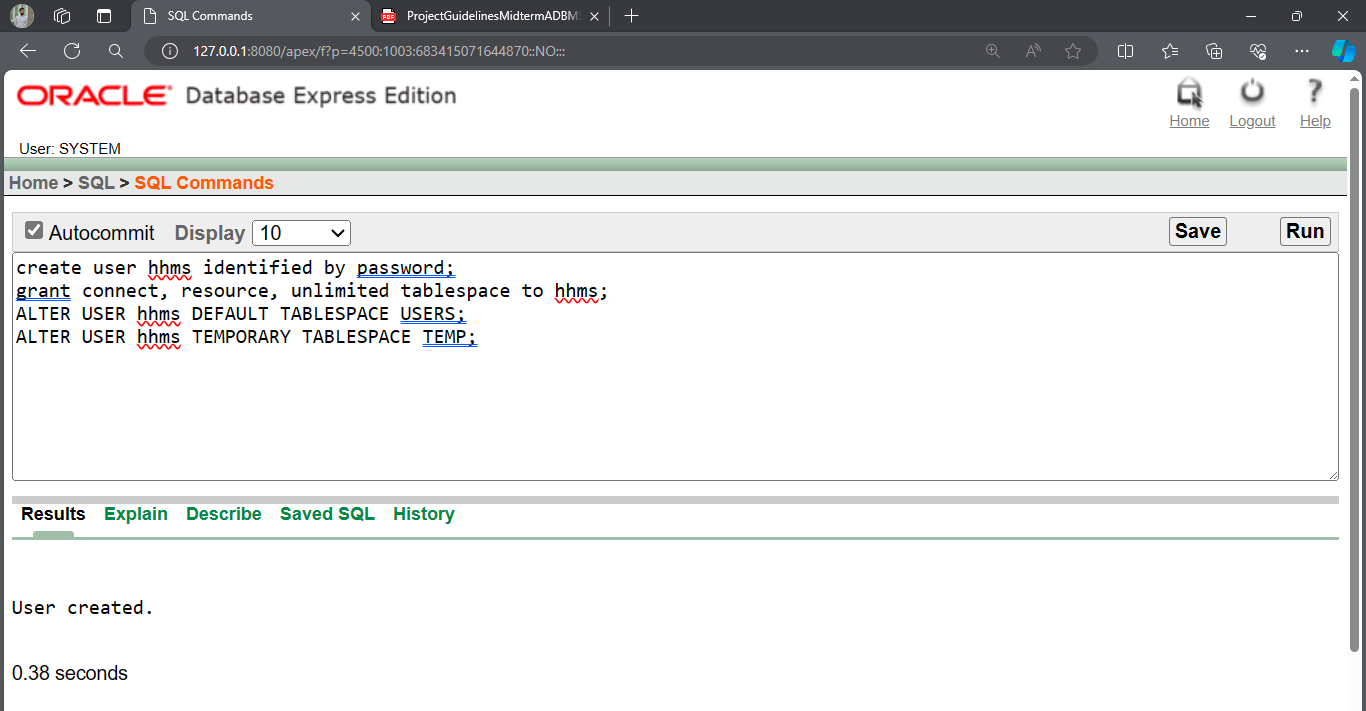 SQL Commands
ProjectGuidelinesMidtermADBMS
127.0.0.1:8080/apex/f?p=4500:1003:683415071644870::NO:::
ORACLE Database Express Edition
Home Logout Help
User: SYSTEM
Home > SQL > SQL Commands
Autocommit Display 10 Save Run
create user hhms identified by password;
grant connect, resource, unlimited tablespace to hhms;
ALTER USER hhms DEFAULT TABLESPACE USERS;
ALTER USER hhms TEMPORARY TABLESPACE TEMP;
Results Explain Describe Saved SQL History
User created.
0.38 seconds